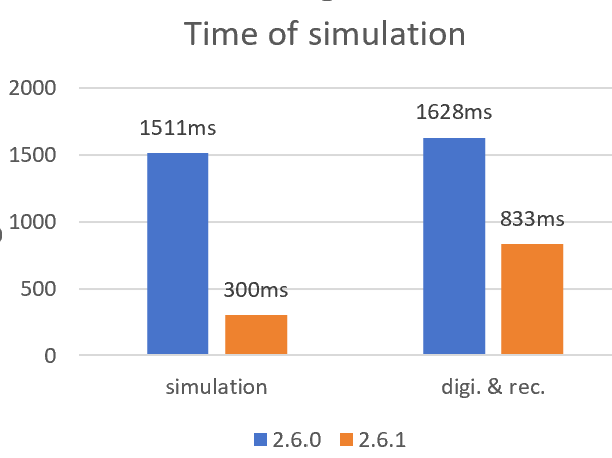 Time of simulation
2000
1500
1000
500
0
1511ms
300ms
1628ms
833ms
simulation
digi. & rec.
2.6.0
2.6.1